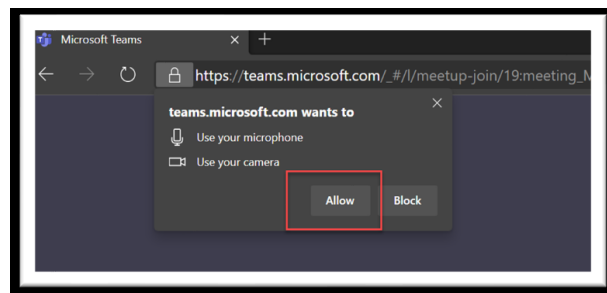 Microsoft Teams
https://teams.microsoft.com/_#/l/meetup-join/19:meeting_M
teams.microsoft.com wants to
Use your microphone
Use your camera
Allow Block